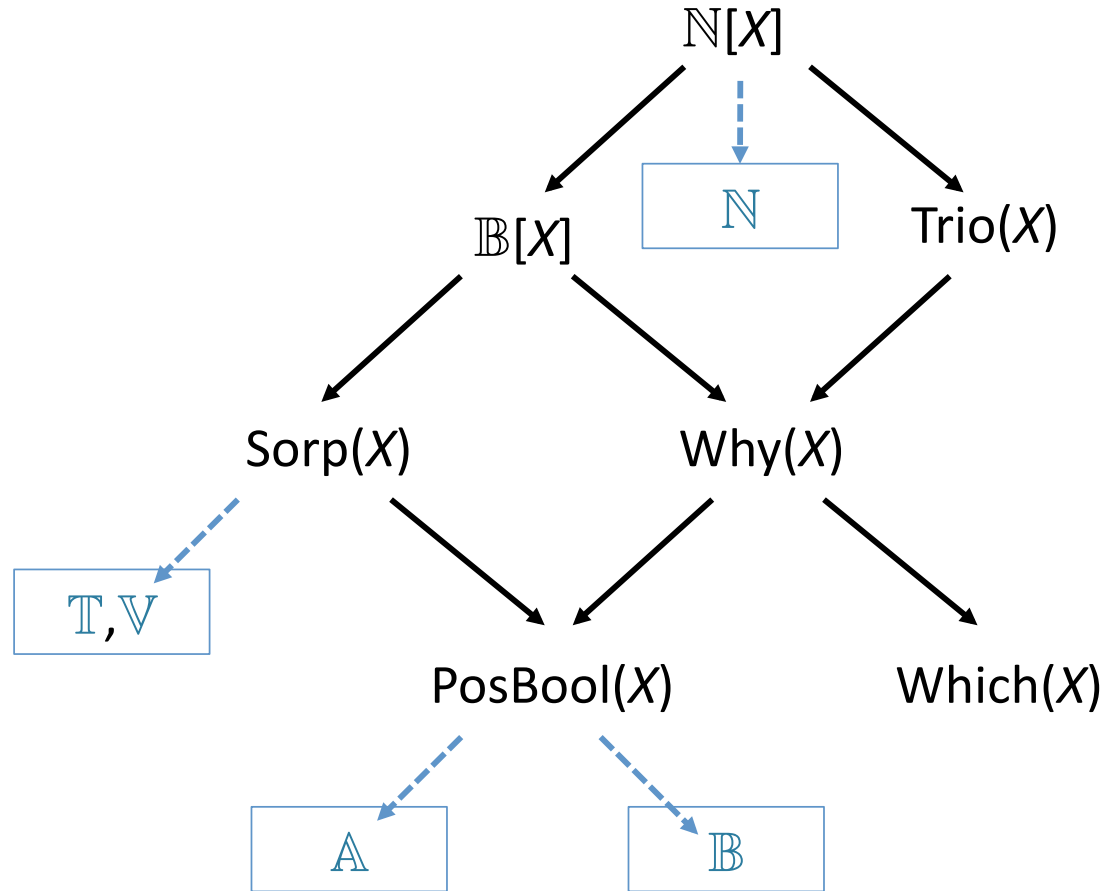 ℕ[X]
ℕ
𝔹[X]
Trio(X)
Sorp(X)
Why(X)
𝕋,𝕍
PosBool(X)
Which(X)
𝔸
𝔹